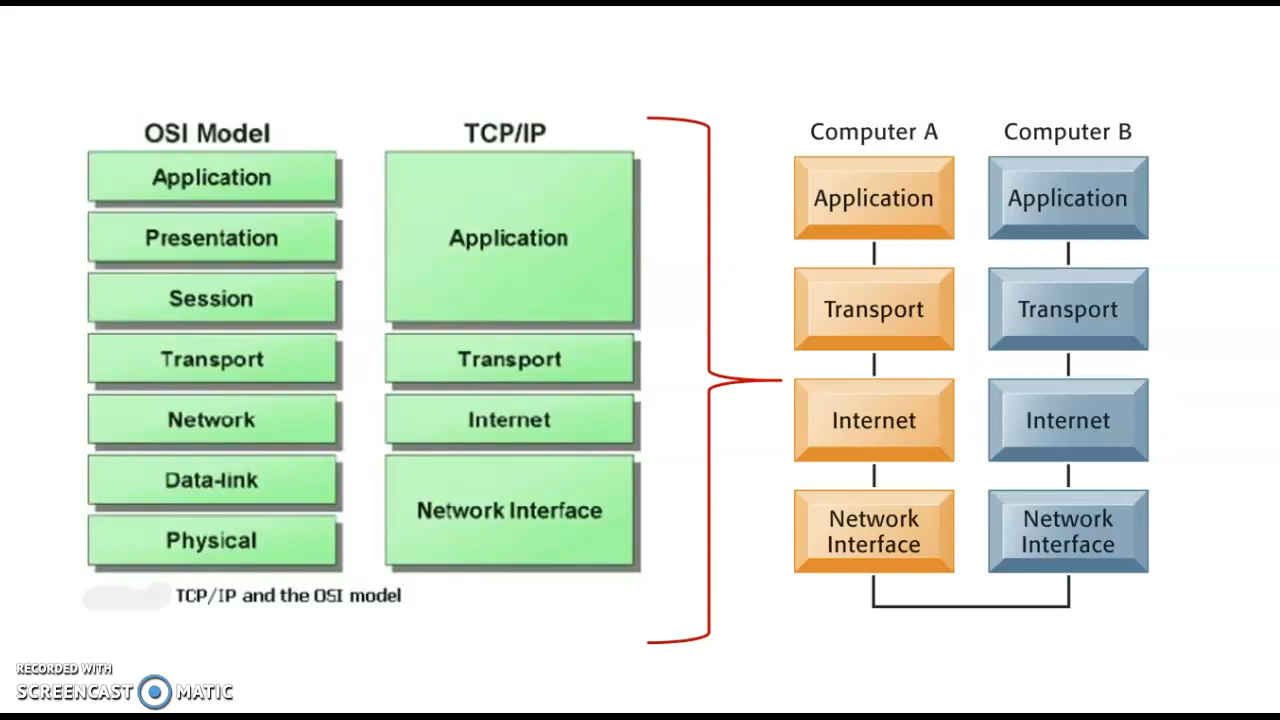 OSI Model
Application
Presentation
Session
Transport
Network
Data-link
Physical
TCP/IP
Application
Transport
Internet
Network Interface
TCP/IP and the OSI model
Computer A
Application
Transport
Internet
Network
Interface
Computer B
Application
Transport
Internet
Network
Interface
RECORDED WITH
SCREENCAST MATIC